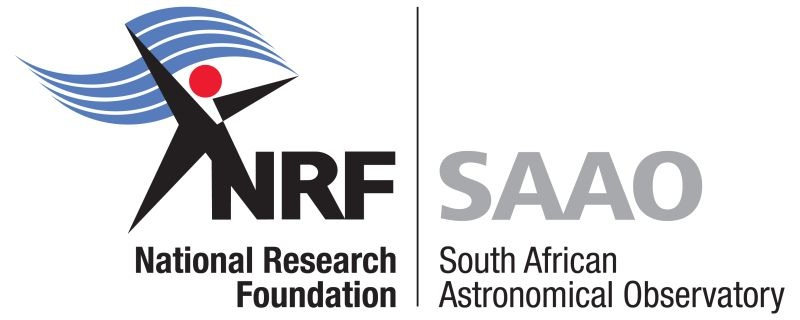 NRF
National Research
Foundation
SAAO
South African
Astronomical Observatory